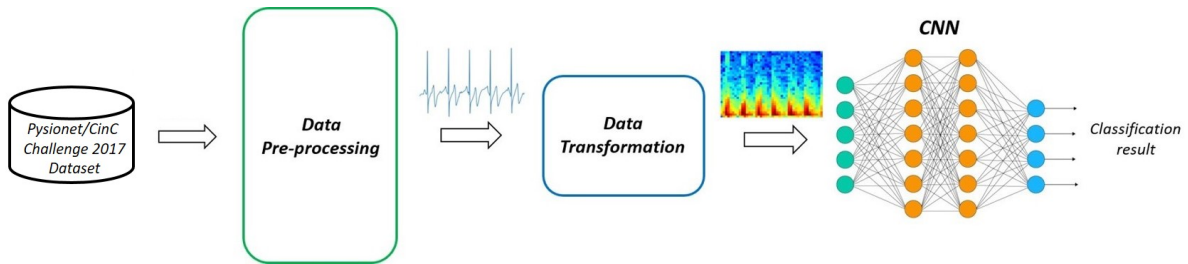 Pysionet/CinC
Challenge 2017
Dataset
Data
Pre-processing
Data
Transformation
CNN
Classification
result